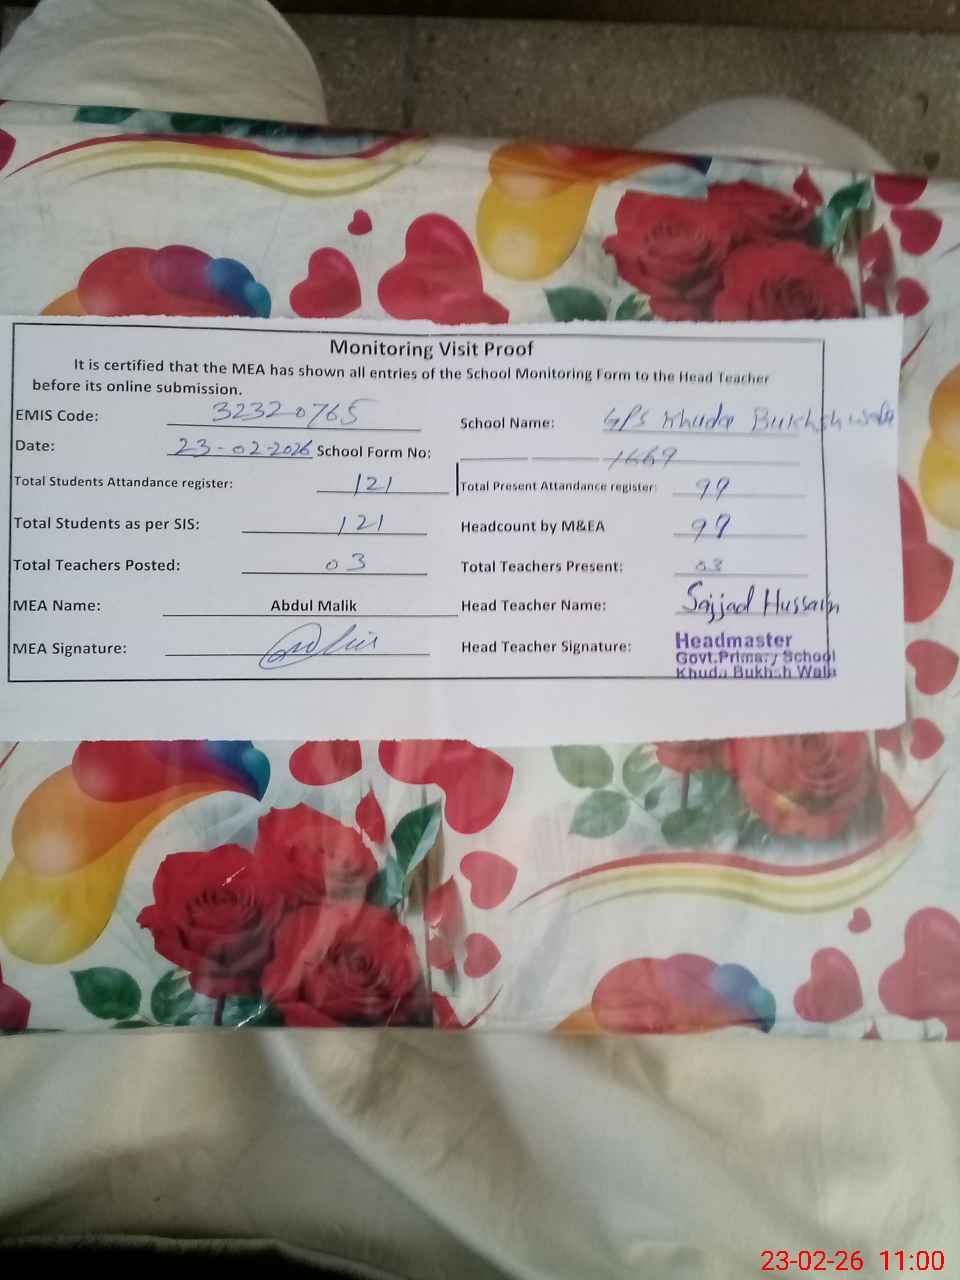 Monitoring Visit Proof
It is certified that the MEA has shown all entries of the School Monitoring Form to the Head Teacher
before its online submission.
EMIS Code: 32320765 School Name: GPS Khuda Bukhsh wala
Date: 23-02-2026 School Form No: 1669
Total Students Attandance register: 121 Total Present Attandance register: 99
Total Students as per SIS: 121 Headcount by M&EA 99
Total Teachers Posted: 03 Total Teachers Present: 03
MEA Name: Abdul Malik Head Teacher Name: Sajjad Hussain
MEA Signature: Head Teacher Signature: Headmaster
Govt.Primary School
Khuda Bukhsh Wala
23-02-26 11:00